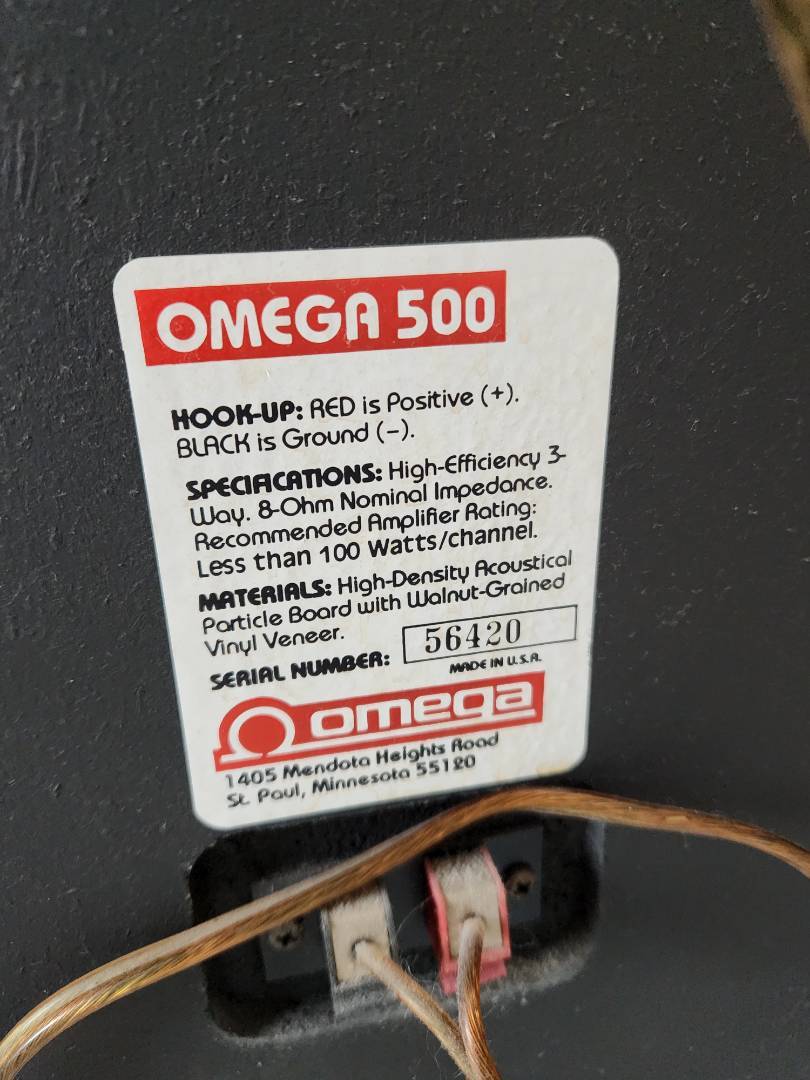 OMEGA 500
HOOK-UP: RED is Positive (+).
BLACK is Ground (-).
SPECIFICATIONS: High-Efficiency 3-
Way. 8-Ohm Nominal Impedance.
Recommended Amplifier Rating:
Less than 100 Watts/channel.
MATERIALS: High-Density Acoustical
Particle Board with Walnut-Grained
Vinyl Veneer.
SERIAL NUMBER: 56420
MADE IN U.S.A.
omega
1405 Mendota Heights Road
St. Paul, Minnesota 55120